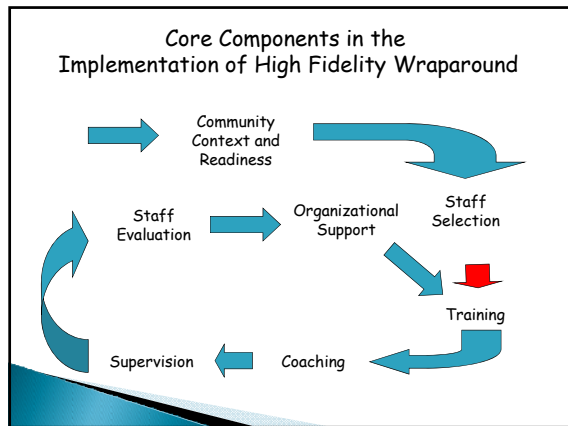 Core Components in the
Implementation of High Fidelity Wraparound
Community
Context and
Readiness
Staff
Selection
Staff
Evaluation
Organizational
Support
Training
Supervision
Coaching